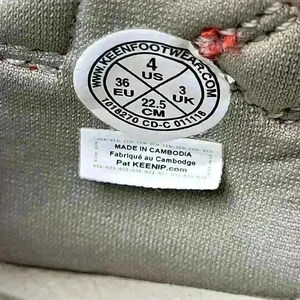 WWW.KEENFOOTWEAR.COM
4
US
36
EU
3
UK
22.5
CM
1018270 CD-C 011118
MADE IN CAMBODIA
Fabriqué au Cambodge
Pat KEENIP.com